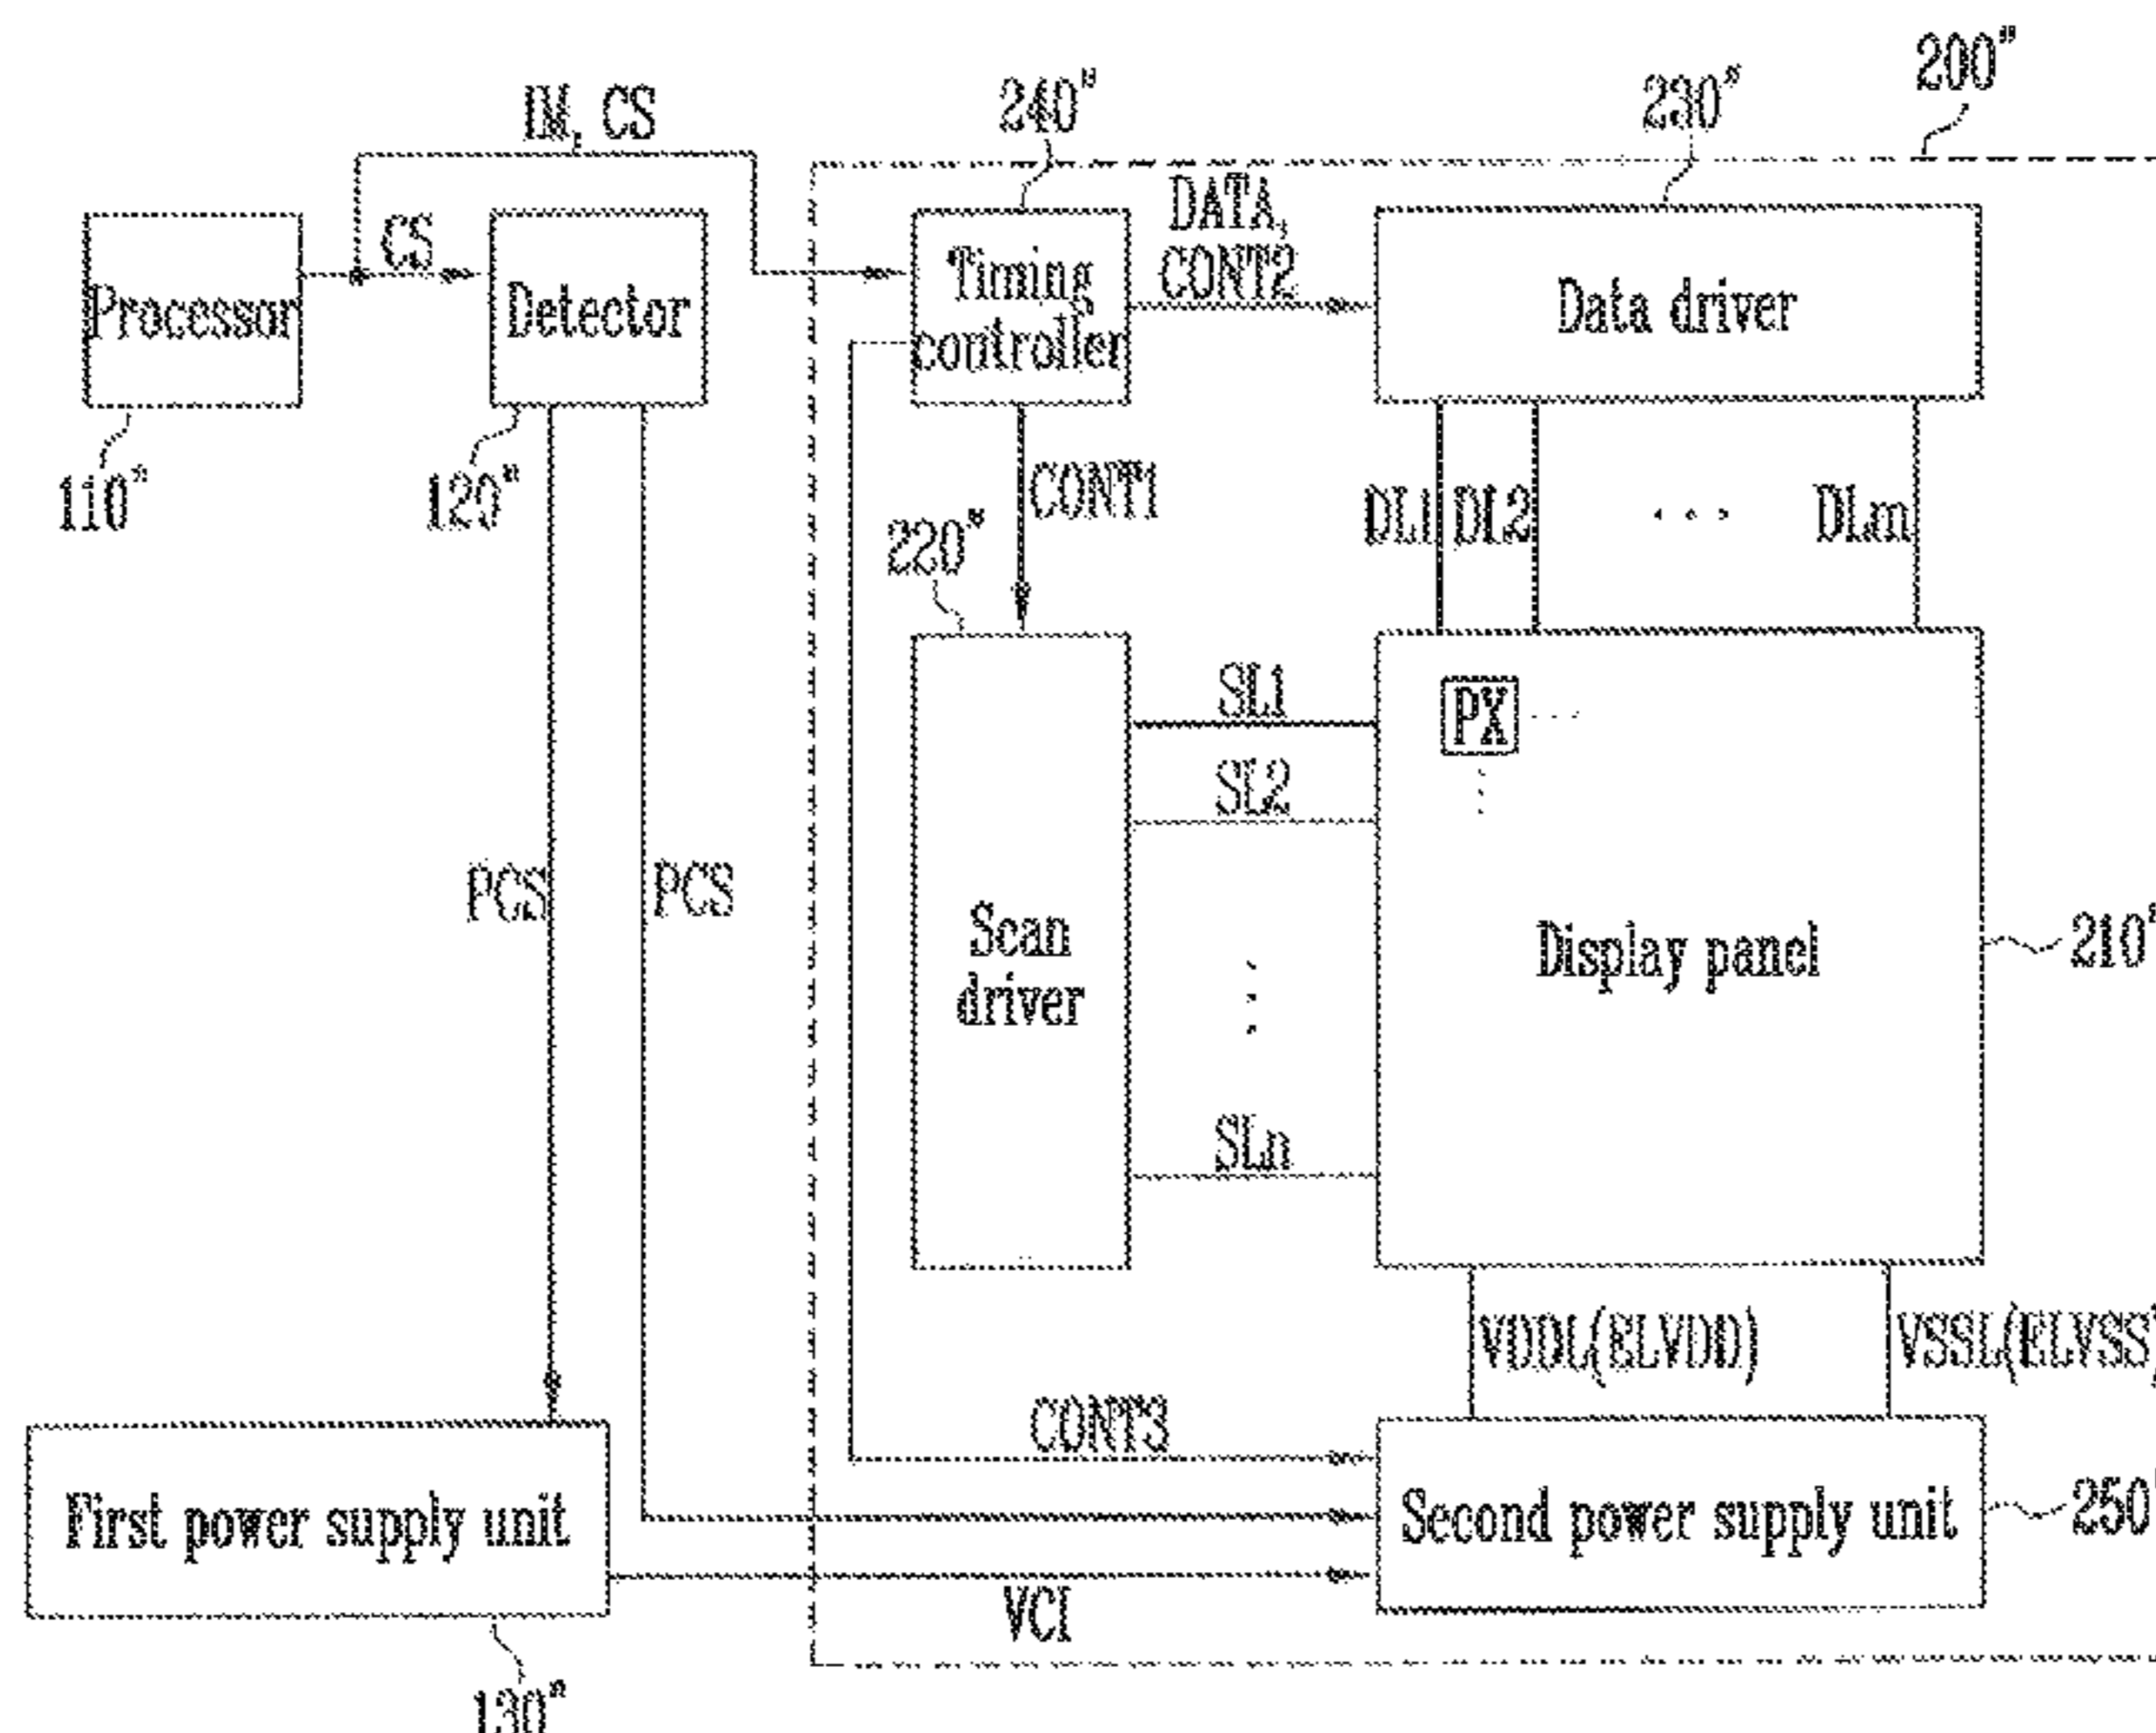 200"
240"
230"
IM, CS
DATA,
CONT2
CS
Processor
Detector
Timing
controller
Data driver
110"
120"
CONT1
DL1
DL2
DLm
220"
SL1
PX
SL2
PCS
PCS
Scan
driver
Display panel
210"
SLn
VDDL(ELVDD)
VSSL(ELVSS)
CONT3
First power supply unit
Second power supply unit
250"
VCI
130"